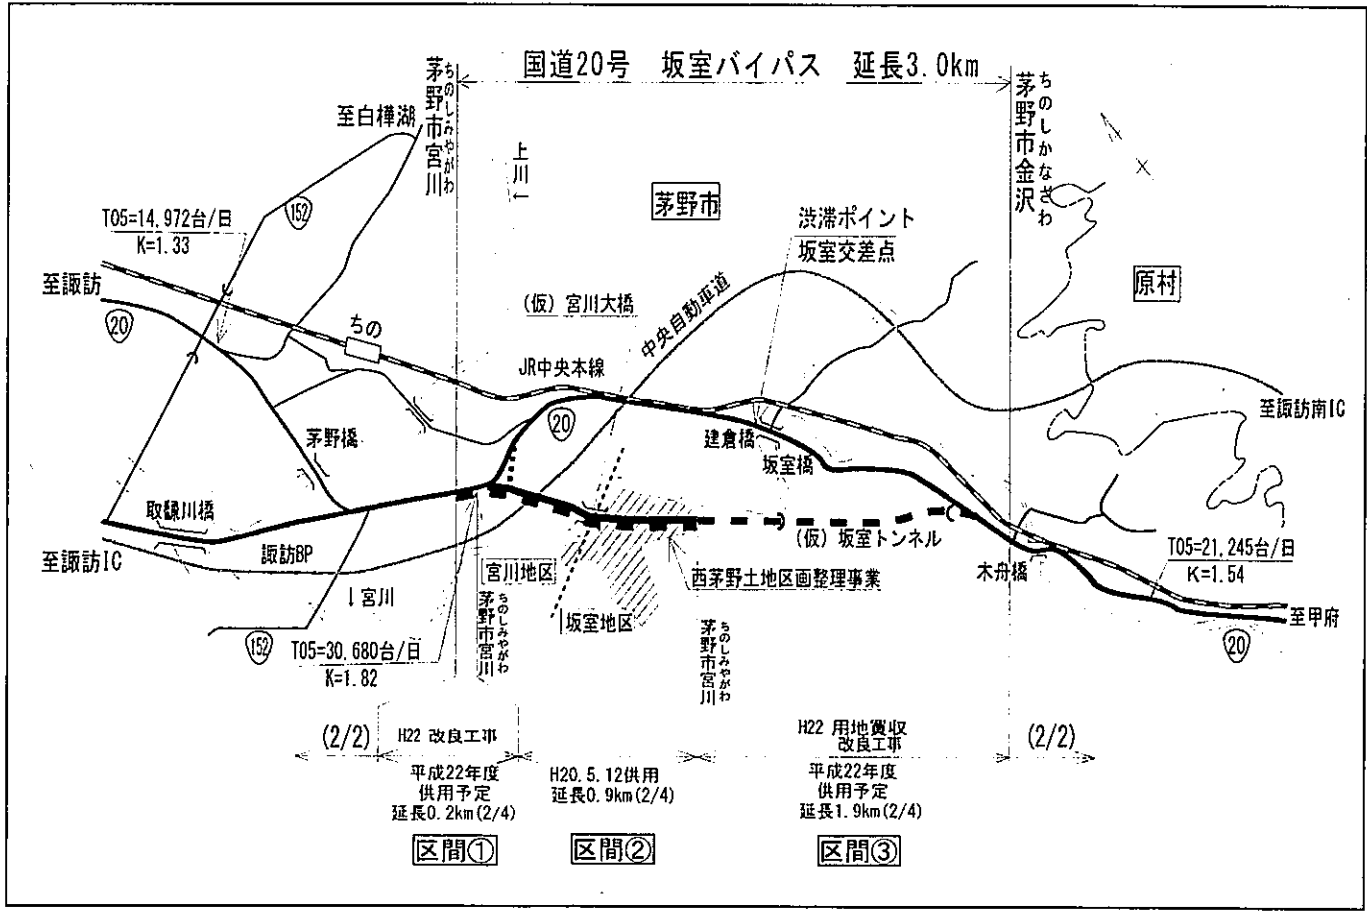 国道20号 坂室バイパス 延長3.0km
茅野市宮川
ちのしみやがわ
茅野市金沢
ちのしかなざわ
至白樺湖
上川←
茅野市
152
T05=14,972台/日
K=1.33
渋滞ポイント
坂室交差点
原村
至諏訪
20
(仮)宮川大橋
中央自動車道
ちの
JR中央本線
20
至諏訪南IC
茅野橋
建倉橋
坂室橋
取醸川橋
(仮)坂室トンネル
至諏訪IC
諏訪BP
宮川地区
西茅野土地区画整理事業
木舟橋
T05=21,245台/日
K=1.54
↓宮川
坂室地区
至甲府
152
20
T05=30,680台/日
K=1.82
茅野市宮川
ちのしみやがわ
茅野市宮川
ちのしみやがわ
(2/2)
H22 改良工事
H22 用地買収
改良工事
(2/2)
平成22年度
供用予定
延長0.2km(2/4)
H20.5.12供用
延長0.9km(2/4)
平成22年度
供用予定
延長1.9km(2/4)
区間①
区間②
区間③